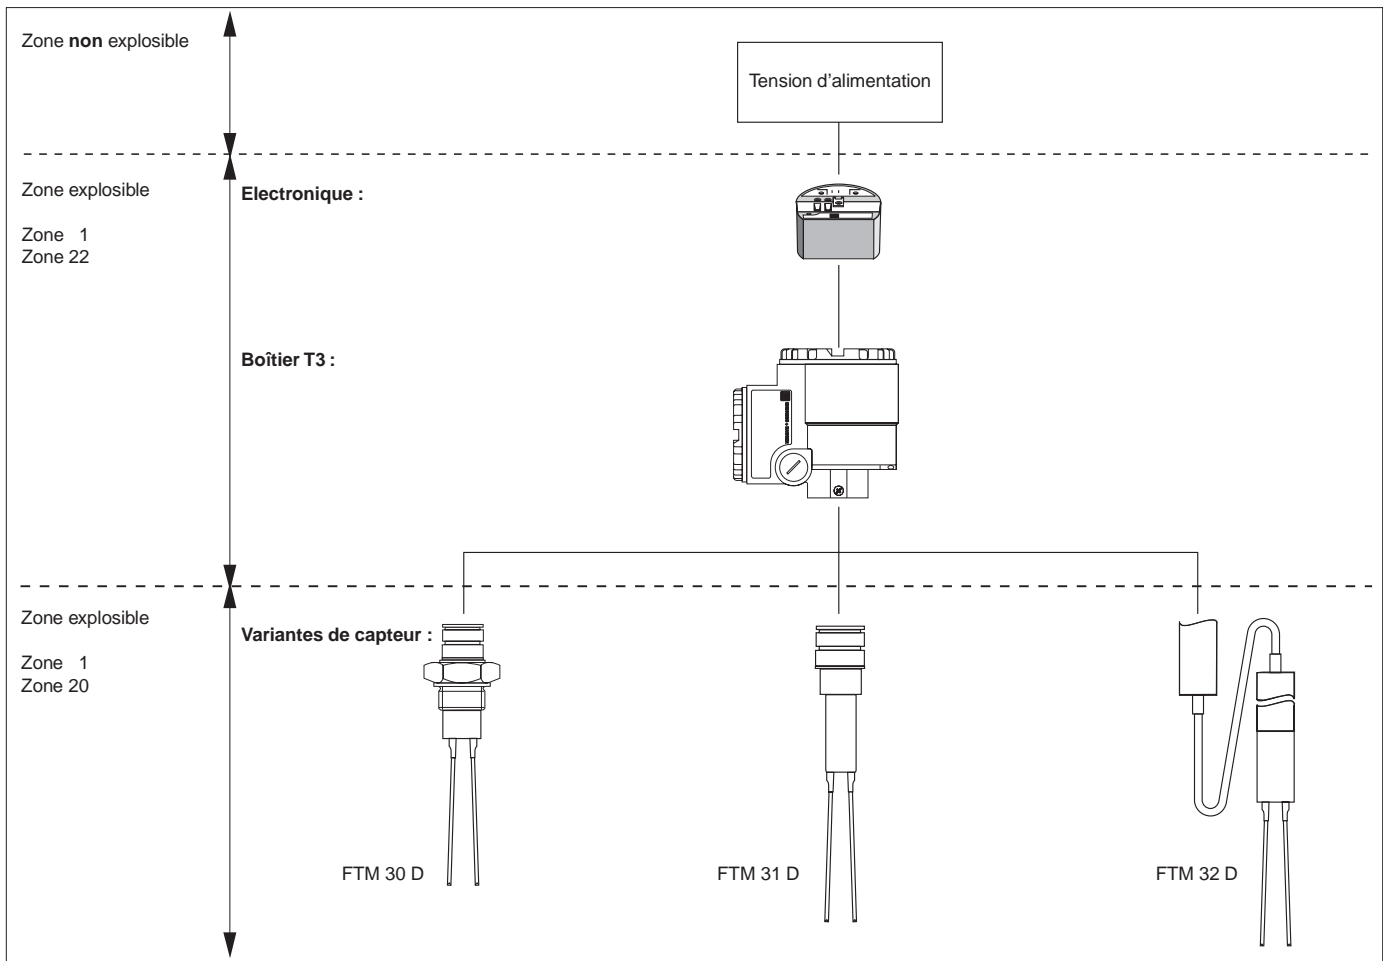 Zone non explosible
Tension d'alimentation
Zone explosible
Electronique :
Zone 1
Zone 22
Boîtier T3 :
Zone explosible
Variantes de capteur :
Zone 1
Zone 20
FTM 30 D
FTM 31 D
FTM 32 D